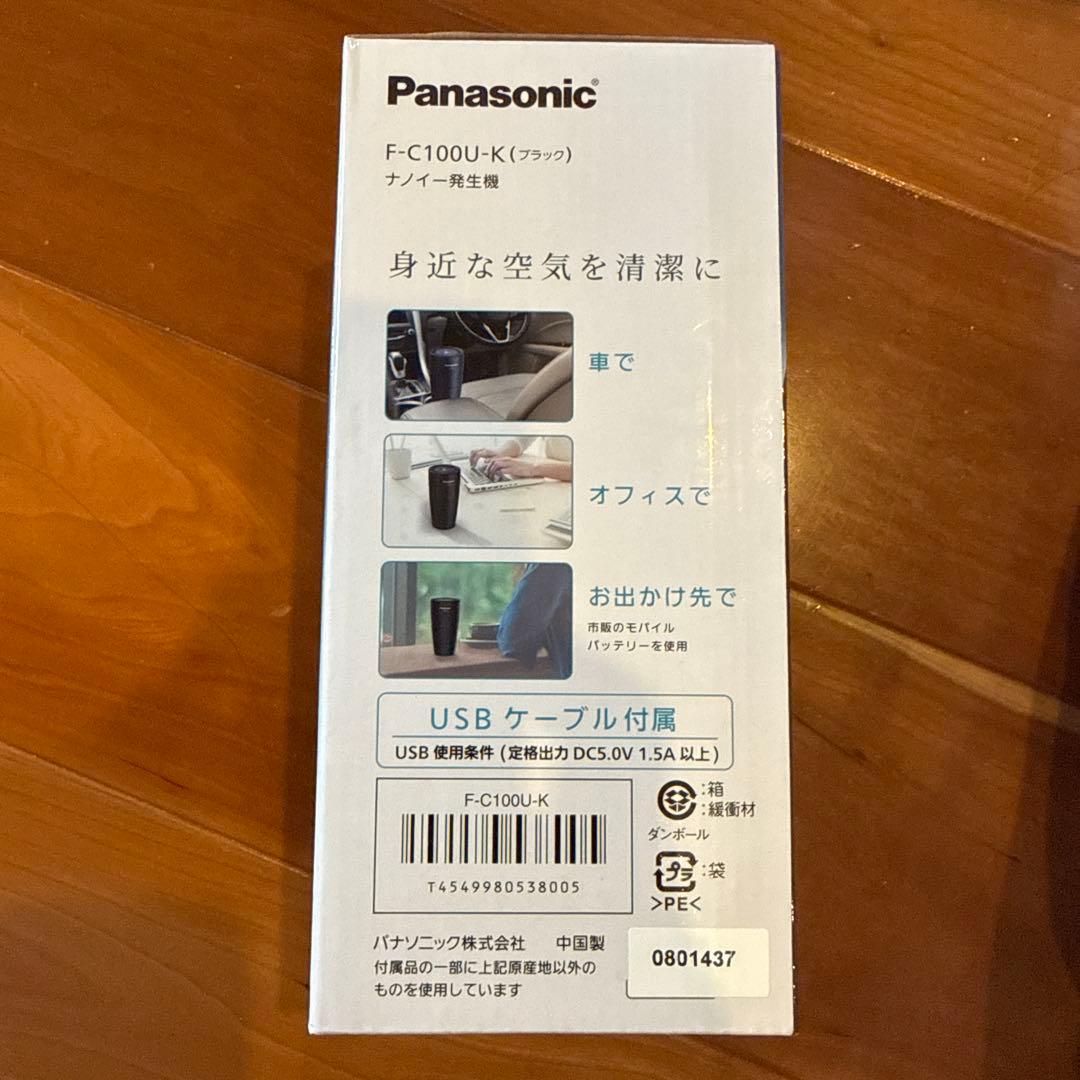 Panasonic®
F-C100U-K(ブラック)
ナノイー発生機
身近な空気を清潔に
車で
オフィスで
お出かけ先で
市販のモバイル
バッテリーを使用
USB ケーブル付属
USB 使用条件 (定格出力 DC5.0V 1.5A 以上)
F-C100U-K
T4549980538005
:箱
:緩衝材
ダンボール
プラ
:袋
>PE<
パナソニック株式会社 中国製
付属品の一部に上記原産地以外の
ものを使用しています
0801437